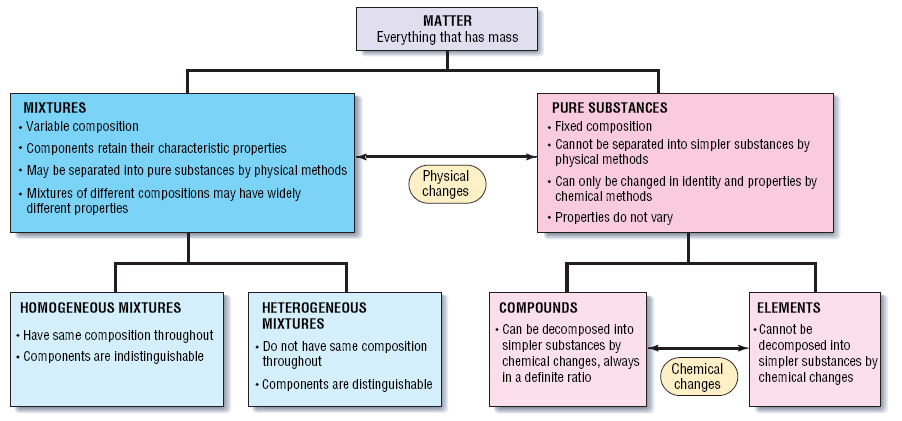 MATTER
Everything that has mass
MIXTURES
• Variable composition
• Components retain their characteristic properties
• May be separated into pure substances by physical methods
• Mixtures of different compositions may have widely
different properties
Physical
changes
PURE SUBSTANCES
• Fixed composition
• Cannot be separated into simpler substances by
physical methods
• Can only be changed in identity and properties by
chemical methods
• Properties do not vary
HOMOGENEOUS MIXTURES
• Have same composition throughout
• Components are indistinguishable
HETEROGENEOUS
MIXTURES
• Do not have same composition
throughout
• Components are distinguishable
COMPOUNDS
• Can be decomposed into
simpler substances by
chemical changes, always
in a definite ratio
Chemical
changes
ELEMENTS
• Cannot be
decomposed into
simpler substances by
chemical changes